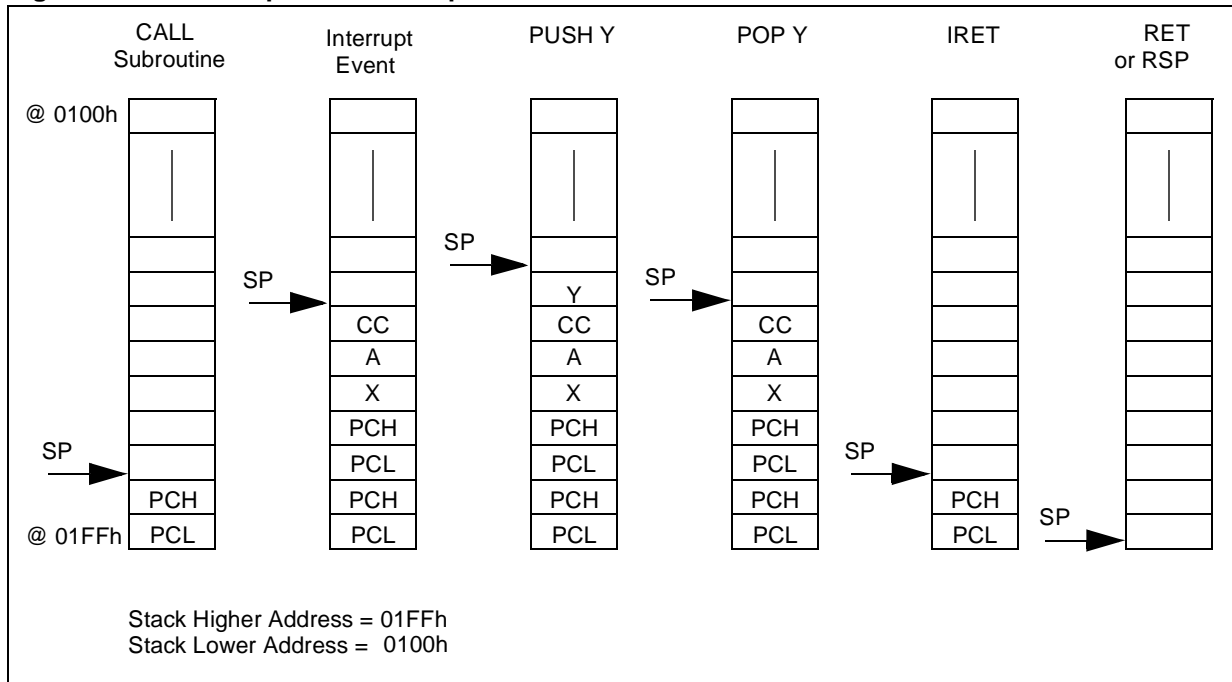 CALL
Subroutine
Interrupt
Event
PUSH Y
POP Y
IRET
RET
or RSP
@ 0100h
SP
PCH
@ 01FFh PCL
SP
CC
A
X
PCH
PCL
PCH
PCL
SP
Y
CC
A
X
PCH
PCL
PCH
PCL
SP
CC
A
X
PCH
PCL
PCH
PCL
SP
PCH
PCL
SP
Stack Higher Address = 01FFh
Stack Lower Address = 0100h